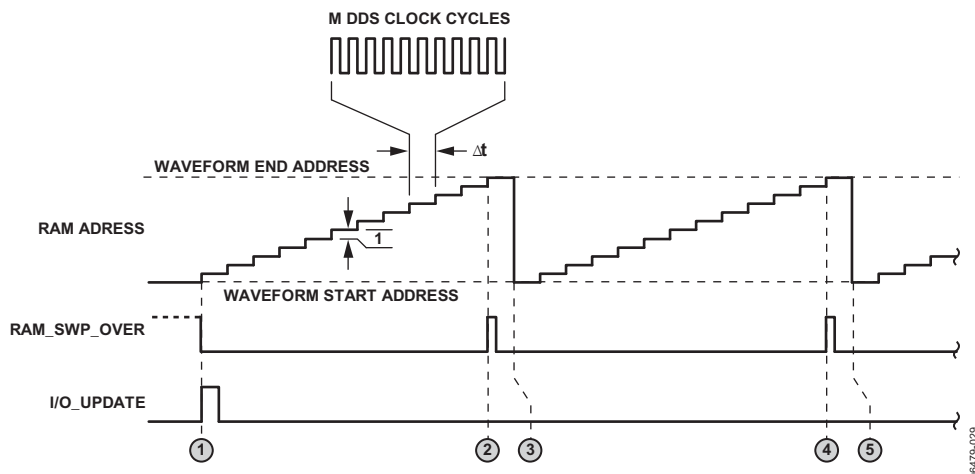 M DDS CLOCK CYCLES
Δt
WAVEFORM END ADDRESS
RAM ADRESS
1
WAVEFORM START ADDRESS
RAM_SWP_OVER
I/O_UPDATE
1 2 3 4 5